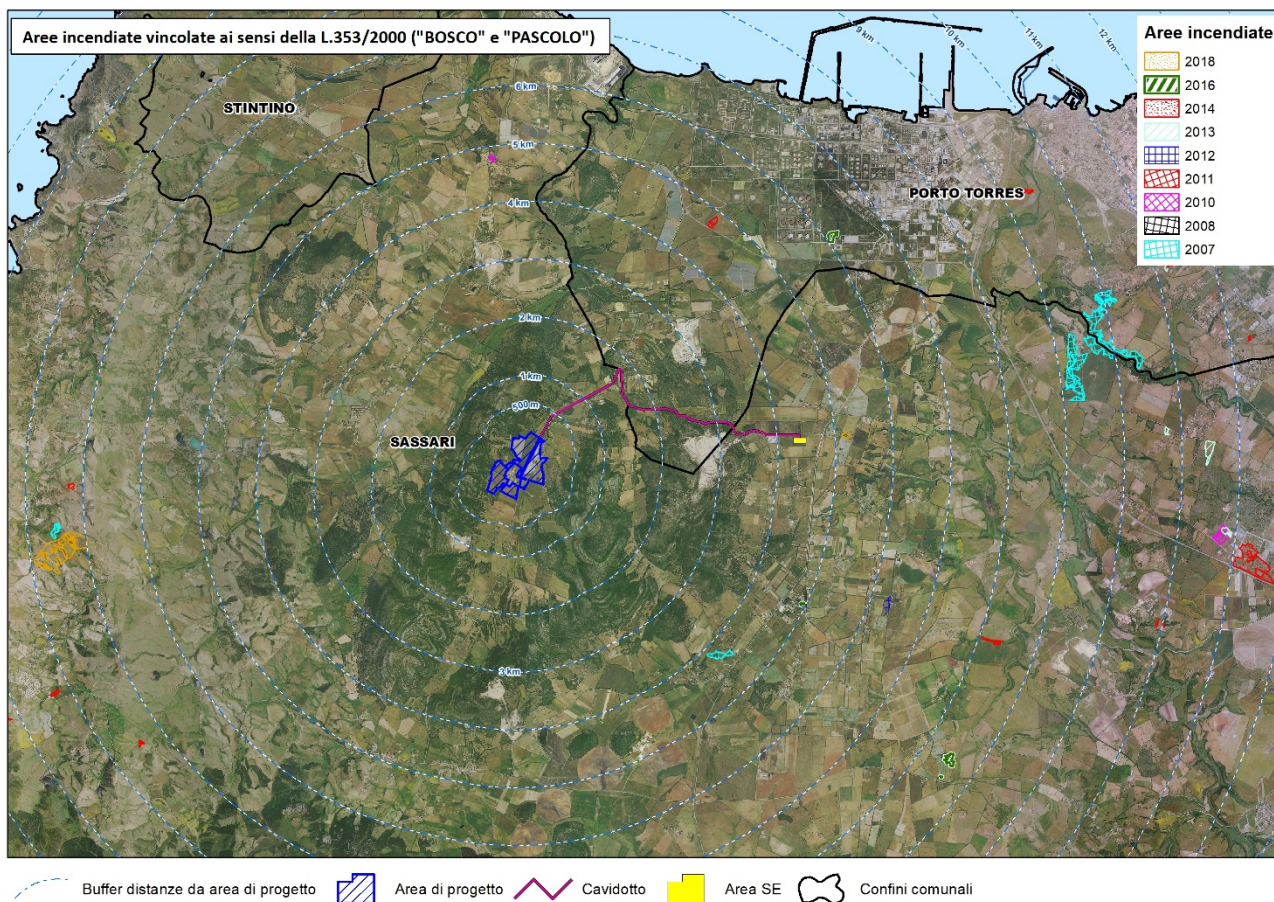 Aree incendiate vincolate ai sensi della L.353/2000 ("BOSCO" e "PASCOLO")
Aree incendiate
2018
2016
2014
2013
2012
2011
2010
2008
2007
9 km
10 km
11 km
12 km
STINTINO
6 km
5 km
4 km
PORTO TORRES
2 km
1 km
500 m
SASSARI
3 km
Buffer distanze da area di progetto
Area di progetto
Cavidotto
Area SE
Confini comunali